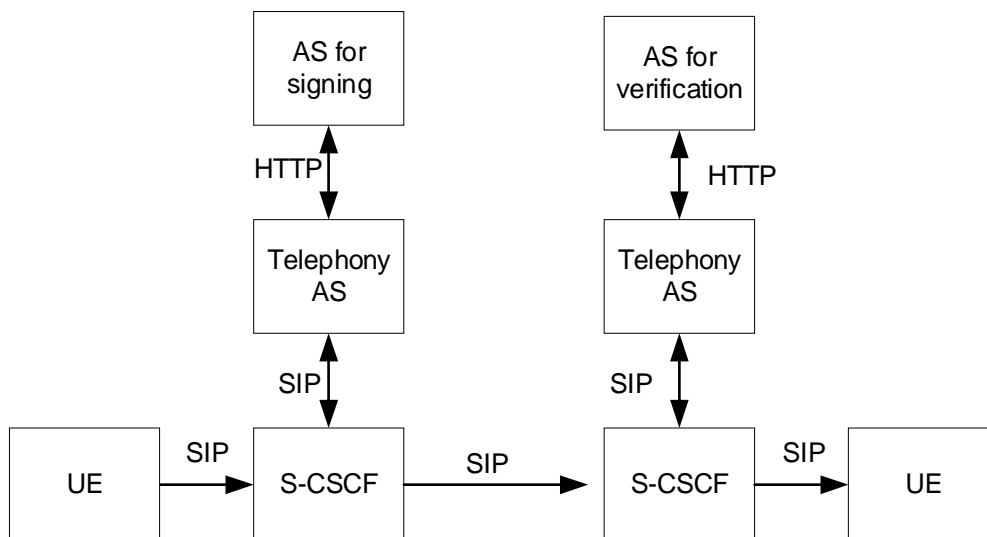 AS for
signing
AS for
verification
HTTP
HTTP
Telephony
AS
Telephony
AS
SIP
SIP
UE
SIP
S-CSCF
SIP
S-CSCF
SIP
UE